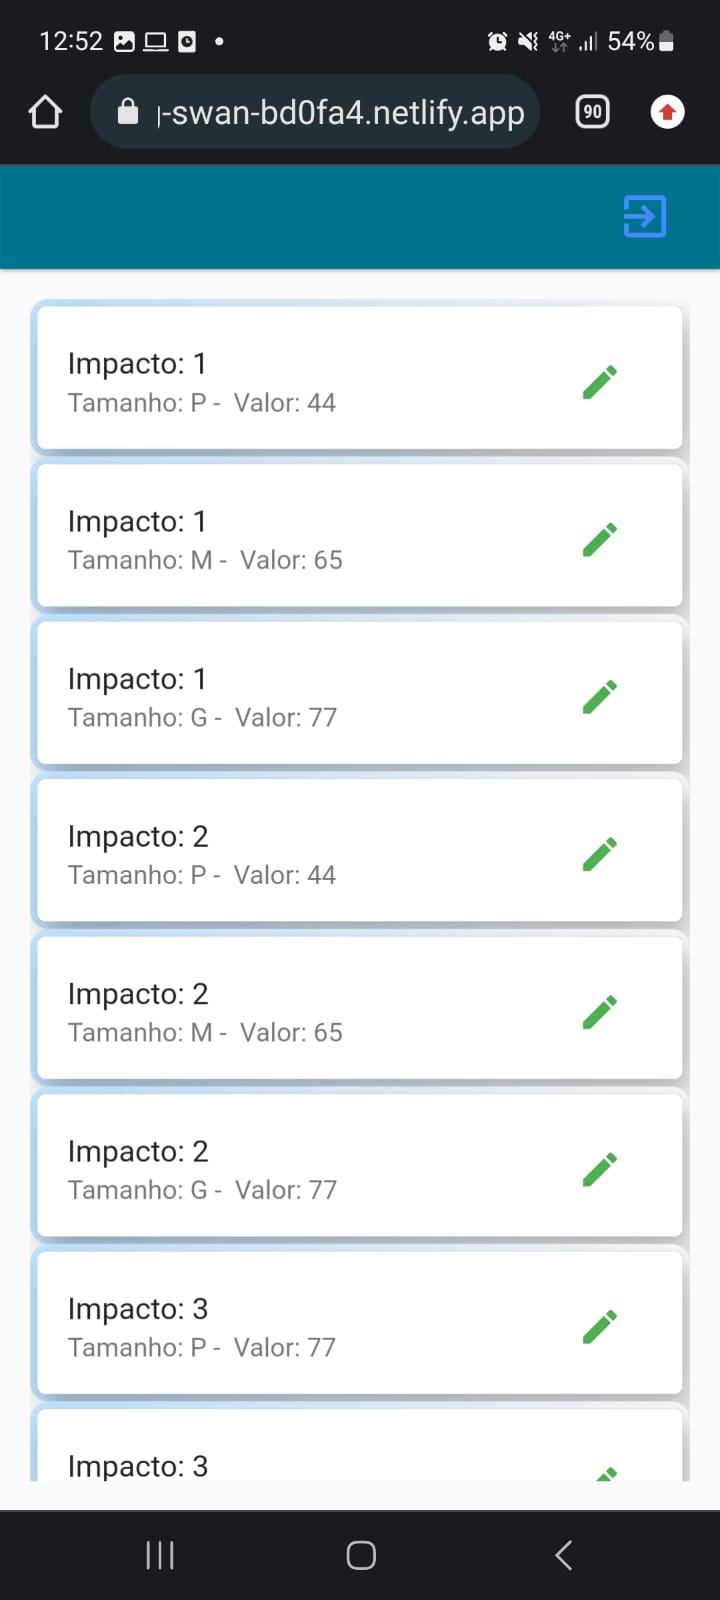 12:52 4G+ 54%
j-swan-bd0fa4.netlify.app 90
Impacto: 1
Tamanho: P - Valor: 44
Impacto: 1
Tamanho: M - Valor: 65
Impacto: 1
Tamanho: G - Valor: 77
Impacto: 2
Tamanho: P - Valor: 44
Impacto: 2
Tamanho: M - Valor: 65
Impacto: 2
Tamanho: G - Valor: 77
Impacto: 3
Tamanho: P - Valor: 77
Impacto: 3